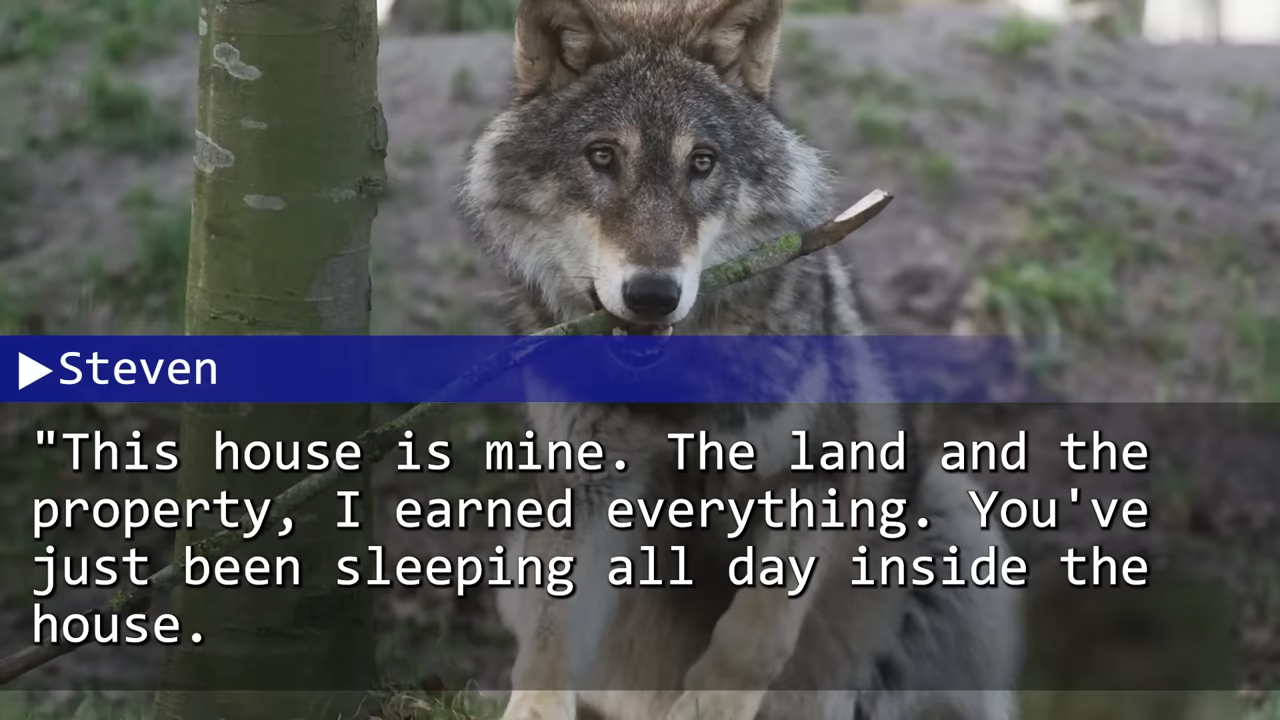 ▶Steven
"This house is mine. The land and the
property, I earned everything. You've
just been sleeping all day inside the
house.